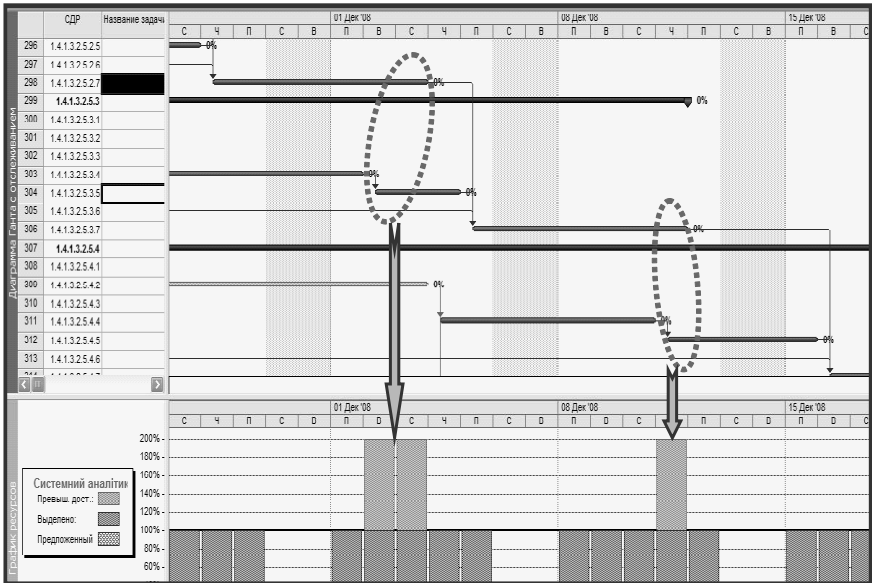 СДР Название задачи
01 Дек '08 08 Дек '08 15 Дек '08
С Ч П С В П В С Ч П С В П В С Ч П С В П В С
296 1.4.1.3.2.5.2.5 0%
297 1.4.1.3.2.5.2.6
298 1.4.1.3.2.5.2.7 0%
299 1.4.1.3.2.5.3 0%
300 1.4.1.3.2.5.3.1
301 1.4.1.3.2.5.3.2
302 1.4.1.3.2.5.3.3
303 1.4.1.3.2.5.3.4 0%
304 1.4.1.3.2.5.3.5 0%
305 1.4.1.3.2.5.3.6
306 1.4.1.3.2.5.3.7 0%
307 1.4.1.3.2.5.4
308 1.4.1.3.2.5.4.1
309 1.4.1.3.2.5.4.2 0%
310 1.4.1.3.2.5.4.3
311 1.4.1.3.2.5.4.4 0%
312 1.4.1.3.2.5.4.5 0%
313 1.4.1.3.2.5.4.6
Диаграмма Ганта с отслеживанием
01 Дек '08 08 Дек '08 15 Дек '08
С Ч П С В П В С Ч П С В П В С Ч П С В П В С
200%
180%
160%
140%
120%
100%
80%
60%
Системний аналітик
Превыш. дост.:
Выделено:
Предложенный
График ресурсов